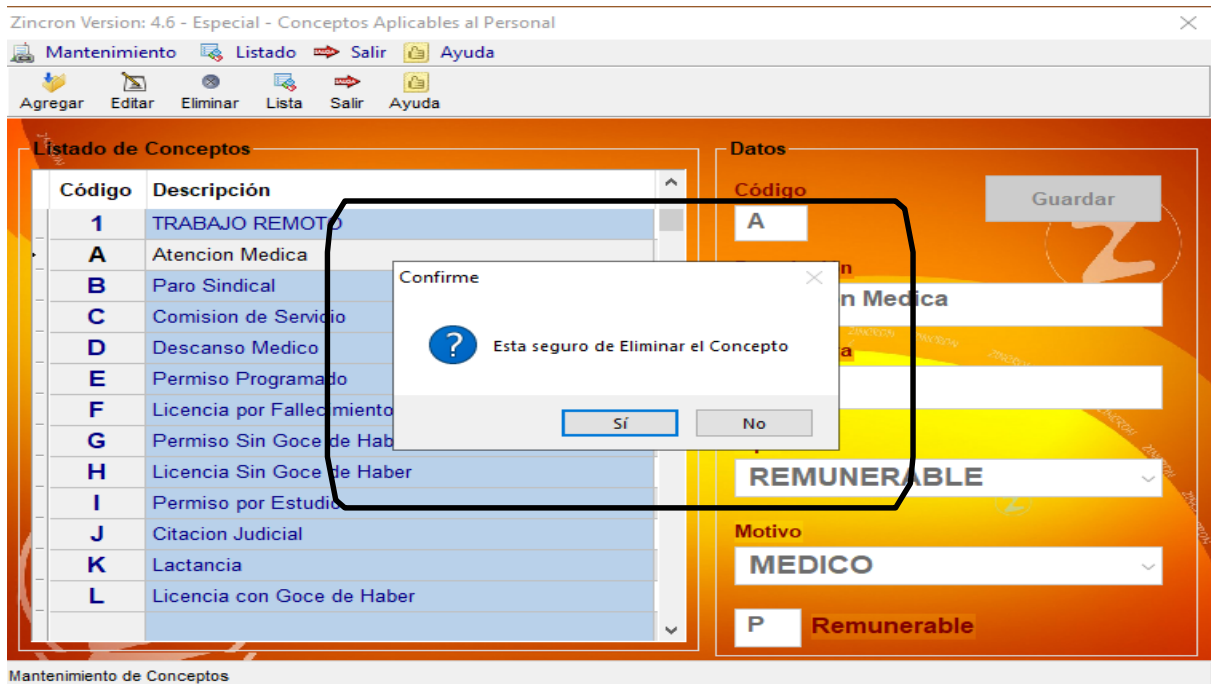 Zincron Version: 4.6 - Especial - Conceptos Aplicables al Personal
Mantenimiento Listado Salir Ayuda
Agregar Editar Eliminar Lista Salir Ayuda
Listado de Conceptos
Código Descripción
1 TRABAJO REMOTO
A Atencion Medica
B Paro Sindical
C Comision de Servicio
D Descanso Medico
E Permiso Programado
F Licencia por Fallecimiento
G Permiso Sin Goce de Hab
H Licencia Sin Goce de Haber
I Permiso por Estudio
J Citacion Judicial
K Lactancia
L Licencia con Goce de Haber
Confirme
Esta seguro de Eliminar el Concepto
Sí No
Datos
Código
A
Guardar
n Medica
REMUNERABLE
Motivo
MEDICO
P Remunerable
Mantenimiento de Conceptos